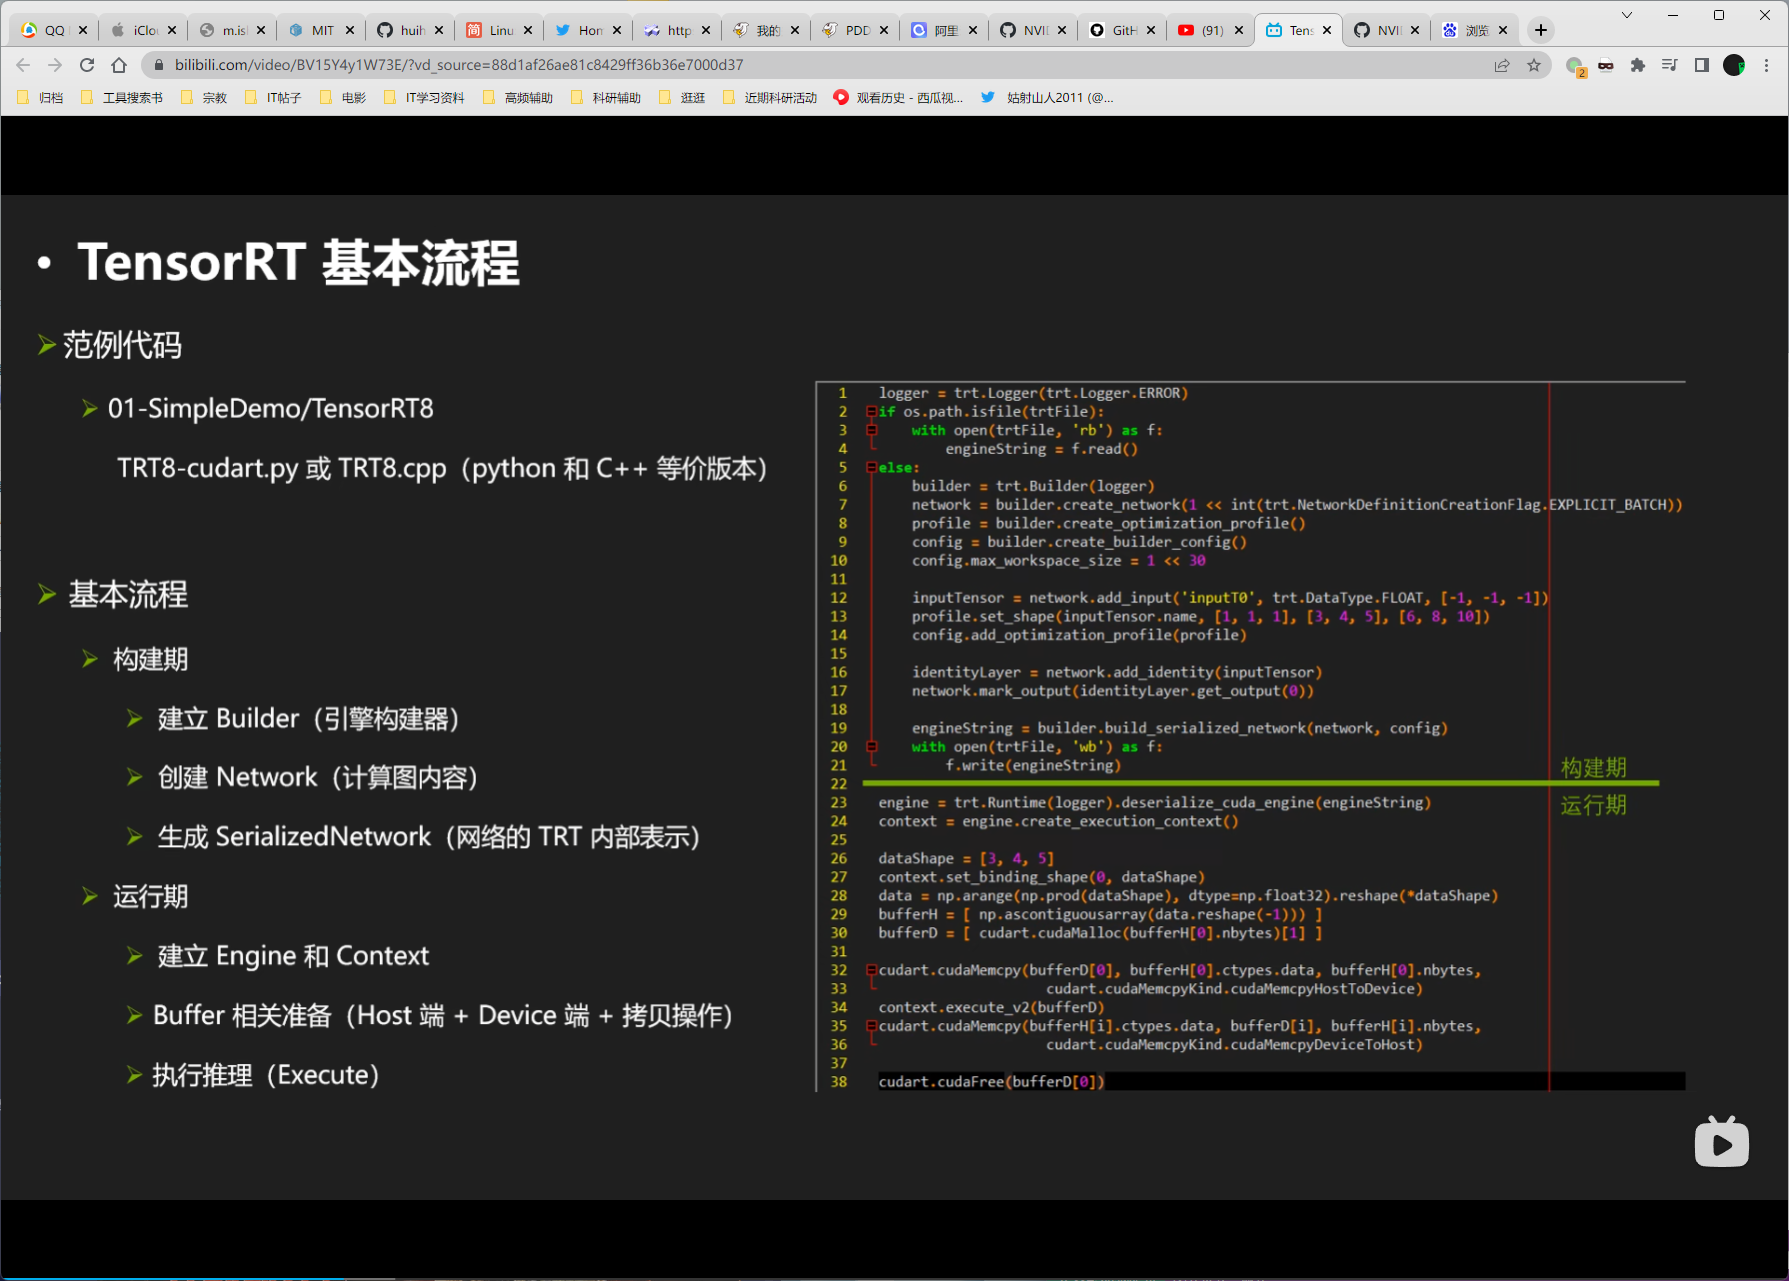 QQ
iClou
m.isl
MIT
huih
Linu
Hom
http
我的
PDD
阿里
NVI
GitH
(91)
Tens
NVI
浏览
bilibili.com/video/BV15Y4y1W73E/?vd_source=88d1af26ae81c8429ff36b36e7000d37
2
归档
工具搜索书
宗教
IT帖子
电影
IT学习资料
高频辅助
科研辅助
逛逛
近期科研活动
观看历史 - 西瓜视...
姑射山人2011 (@...
• TensorRT 基本流程
范例代码
01-SimpleDemo/TensorRT8
TRT8-cudart.py 或 TRT8.cpp（python 和 C++ 等价版本）
基本流程
构建期
建立 Builder（引擎构建器）
创建 Network（计算图内容）
生成 SerializedNetwork（网络的 TRT 内部表示）
运行期
建立 Engine 和 Context
Buffer 相关准备（Host 端 + Device 端 + 拷贝操作）
执行推理（Execute）
1 logger = trt.Logger(trt.Logger.ERROR)
2 if os.path.isfile(trtFile):
3 with open(trtFile, 'rb') as f:
4 engineString = f.read()
5 else:
6 builder = trt.Builder(logger)
7 network = builder.create_network(1 << int(trt.NetworkDefinitionCreationFlag.EXPLICIT_BATCH))
8 profile = builder.create_optimization_profile()
9 config = builder.create_builder_config()
10 config.max_workspace_size = 1 << 30
11
12 inputTensor = network.add_input('inputT0', trt.DataType.FLOAT, [-1, -1, -1])
13 profile.set_shape(inputTensor.name, [1, 1, 1], [3, 4, 5], [6, 8, 10])
14 config.add_optimization_profile(profile)
15
16 identityLayer = network.add_identity(inputTensor)
17 network.mark_output(identityLayer.get_output(0))
18
19 engineString = builder.build_serialized_network(network, config)
20 with open(trtFile, 'wb') as f:
21 f.write(engineString)
构建期
22
23 engine = trt.Runtime(logger).deserialize_cuda_engine(engineString)
运行期
24 context = engine.create_execution_context()
25
26 dataShape = [3, 4, 5]
27 context.set_binding_shape(0, dataShape)
28 data = np.arange(np.prod(dataShape), dtype=np.float32).reshape(*dataShape)
29 bufferH = [ np.ascontiguousarray(data.reshape(-1))) ]
30 bufferD = [ cudart.cudaMalloc(bufferH[0].nbytes)[1] ]
31
32 cudart.cudaMemcpy(bufferD[0], bufferH[0].ctypes.data, bufferH[0].nbytes,
33 cudart.cudaMemcpyKind.cudaMemcpyHostToDevice)
34 context.execute_v2(bufferD)
35 cudart.cudaMemcpy(bufferH[i].ctypes.data, bufferD[i], bufferH[i].nbytes,
36 cudart.cudaMemcpyKind.cudaMemcpyDeviceToHost)
37
38 cudart.cudaFree(bufferD[0])